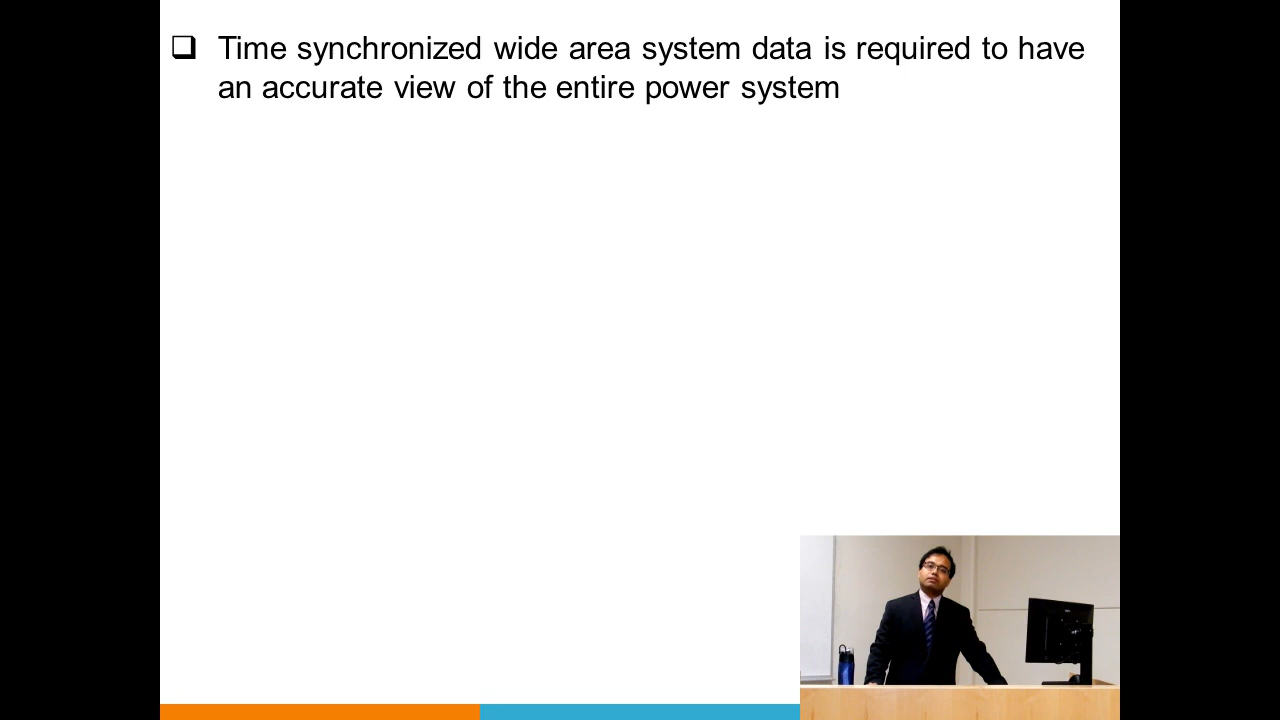 ❑ Time synchronized wide area system data is required to have
an accurate view of the entire power system